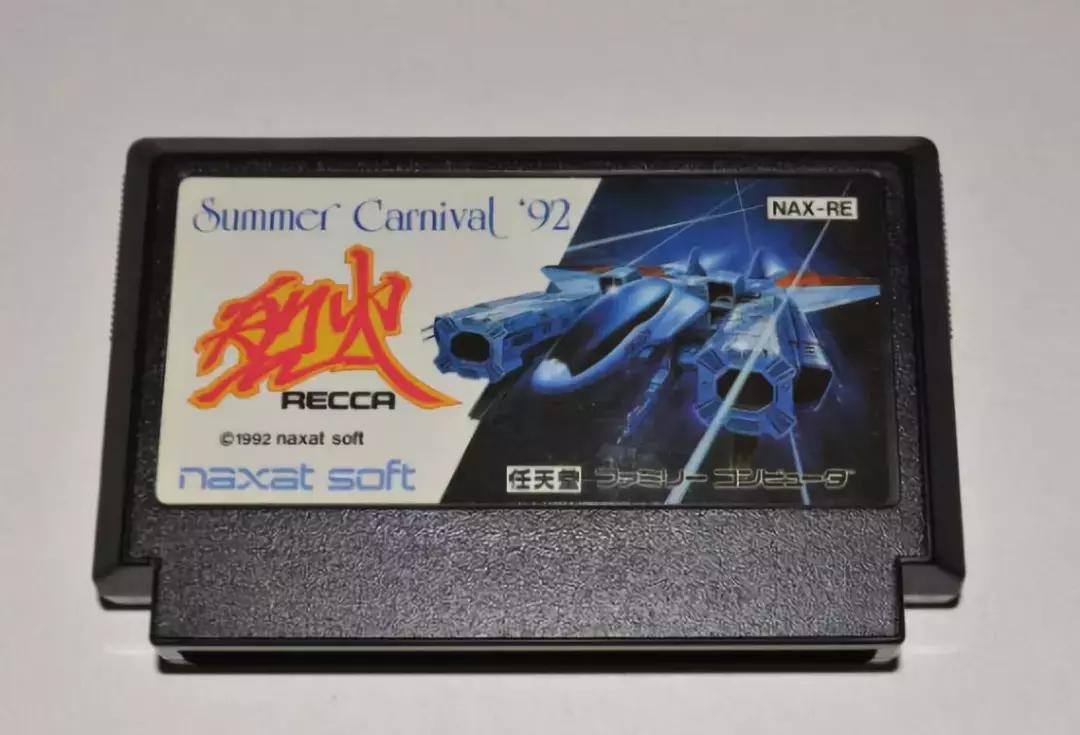 Summer Carnival '92
NAX-RE
烈火
RECCA
©1992 naxat soft
naxat soft
任天堂 ファミリーコンピュータ